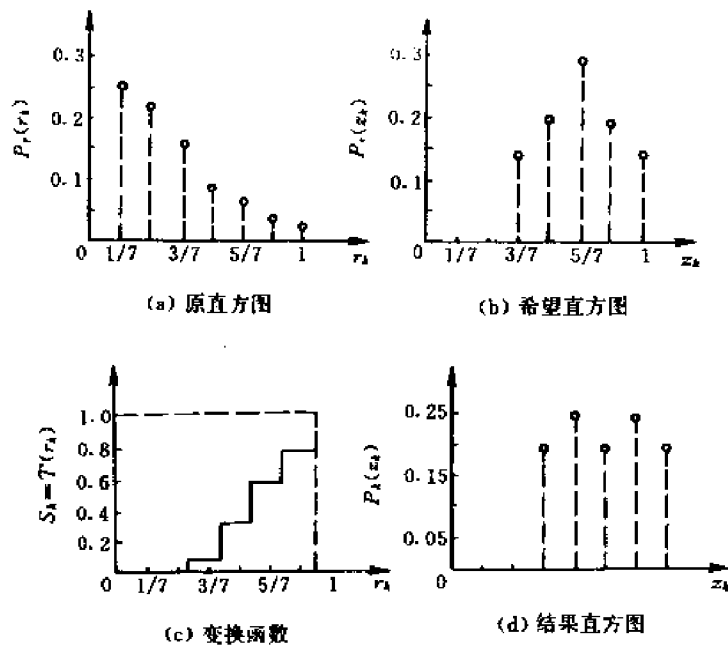 0.3
0.2
0.1
P_r(r_k)
0 1/7 3/7 5/7 1 r_k
(a) 原直方图
0.3
0.2
0.1
0 1/7 3/7 5/7 1 z_k
(b) 希望直方图
1.0
0.8
0.6
0.4
0.2
S_k=T(r_k)
0 1/7 3/7 5/7 1 r_k
(c) 变换函数
0.25
0.15
0.05
P_k(z_k)
0 z_k
(d) 结果直方图